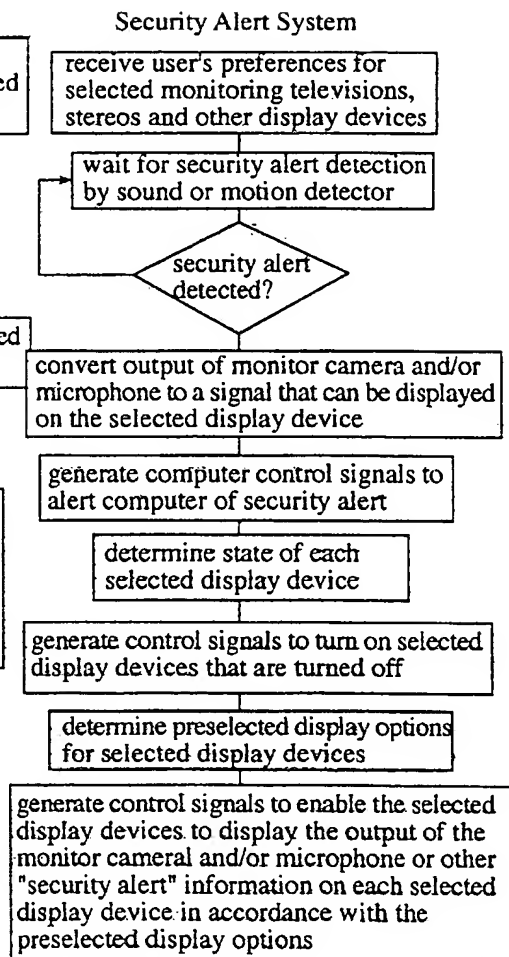 Security Alert System
ed
receive user's preferences for
selected monitoring televisions,
stereos and other display devices
wait for security alert detection
by sound or motion detector
security alert
detected?
ed
convert output of monitor camera and/or
microphone to a signal that can be displayed
on the selected display device
generate computer control signals to
alert computer of security alert
determine state of each
selected display device
generate control signals to turn on selected
display devices that are turned off
determine preselected display options
for selected display devices
generate control signals to enable the selected
display devices to display the output of the
monitor cameral and/or microphone or other
"security alert" information on each selected
display device in accordance with the
preselected display options